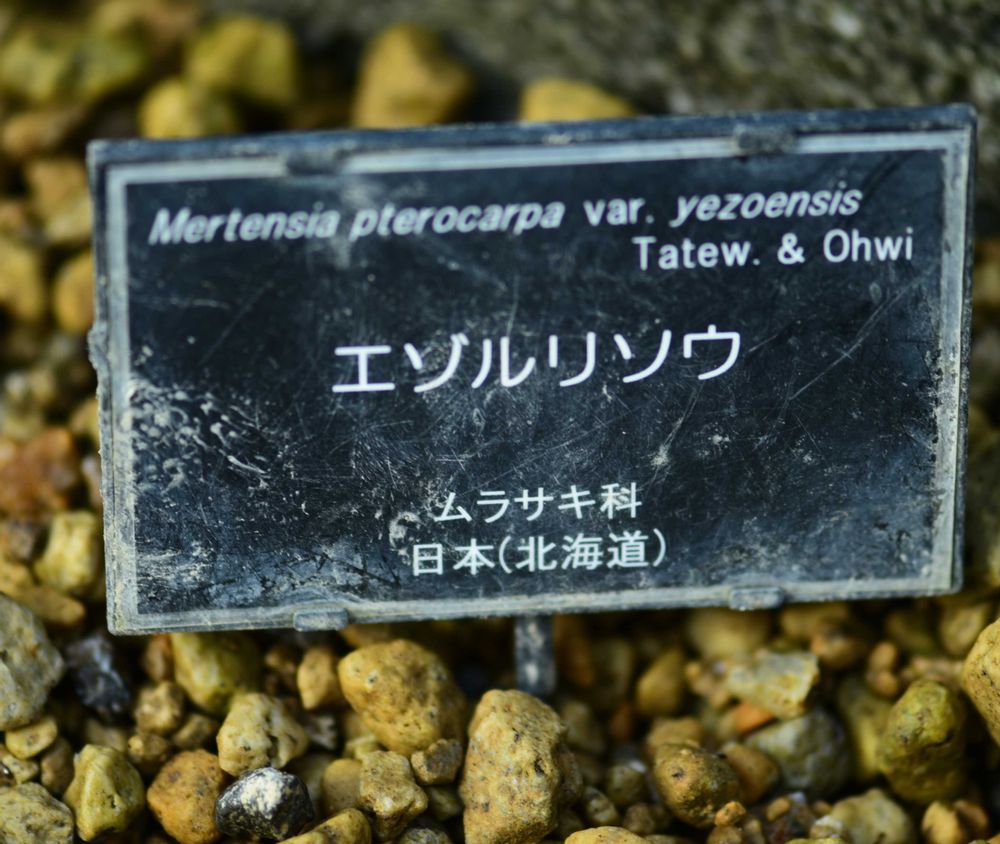 Mertensia pterocarpa var. yezoensis
Tatew. & Ohwi
エゾルリソウ
ムラサキ科
日本(北海道)